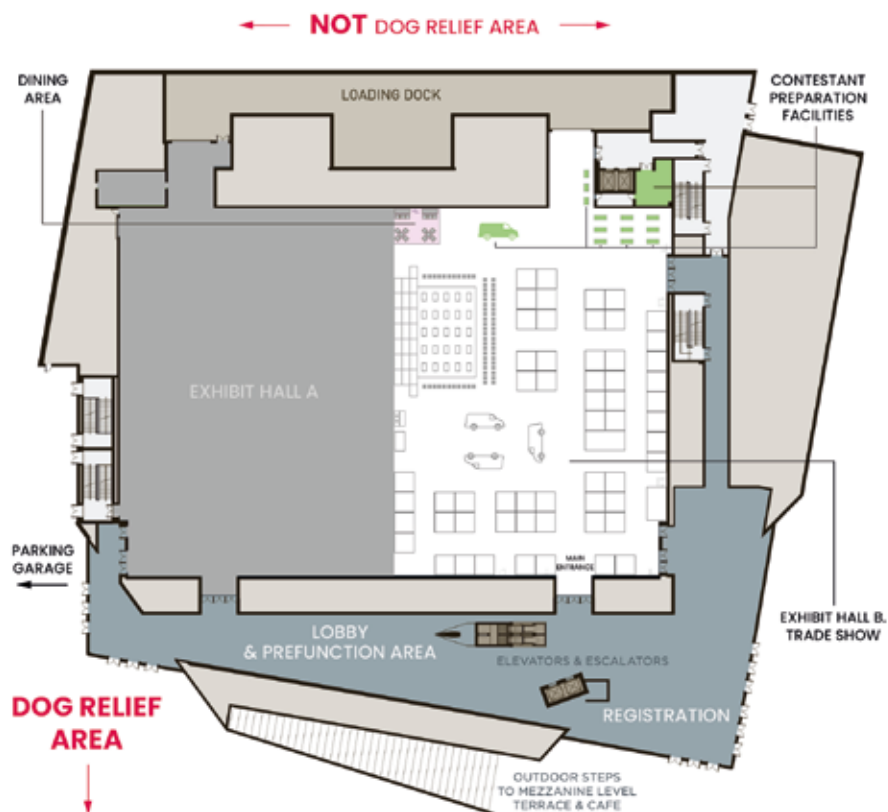 NOT DOG RELIEF AREA
DINING
AREA
LOADING DOCK
CONTESTANT
PREPARATION
FACILITIES
EXHIBIT HALL A
PARKING
GARAGE
MAIN
ENTRANCE
EXHIBIT HALL B.
TRADE SHOW
LOBBY
& PREFUNCTION AREA
ELEVATORS & ESCALATORS
REGISTRATION
DOG RELIEF
AREA
OUTDOOR STEPS
TO MEZZANINE LEVEL
TERRACE & CAFE